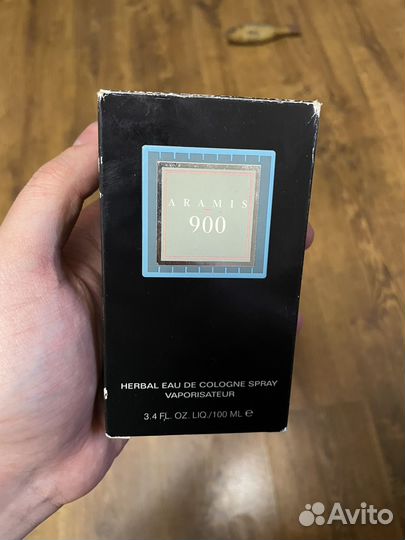 ARAMIS
900
HERBAL EAU DE COLOGNE SPRAY
VAPORISATEUR
3.4 FL. OZ. LIQ./100 ML ℮
Avito